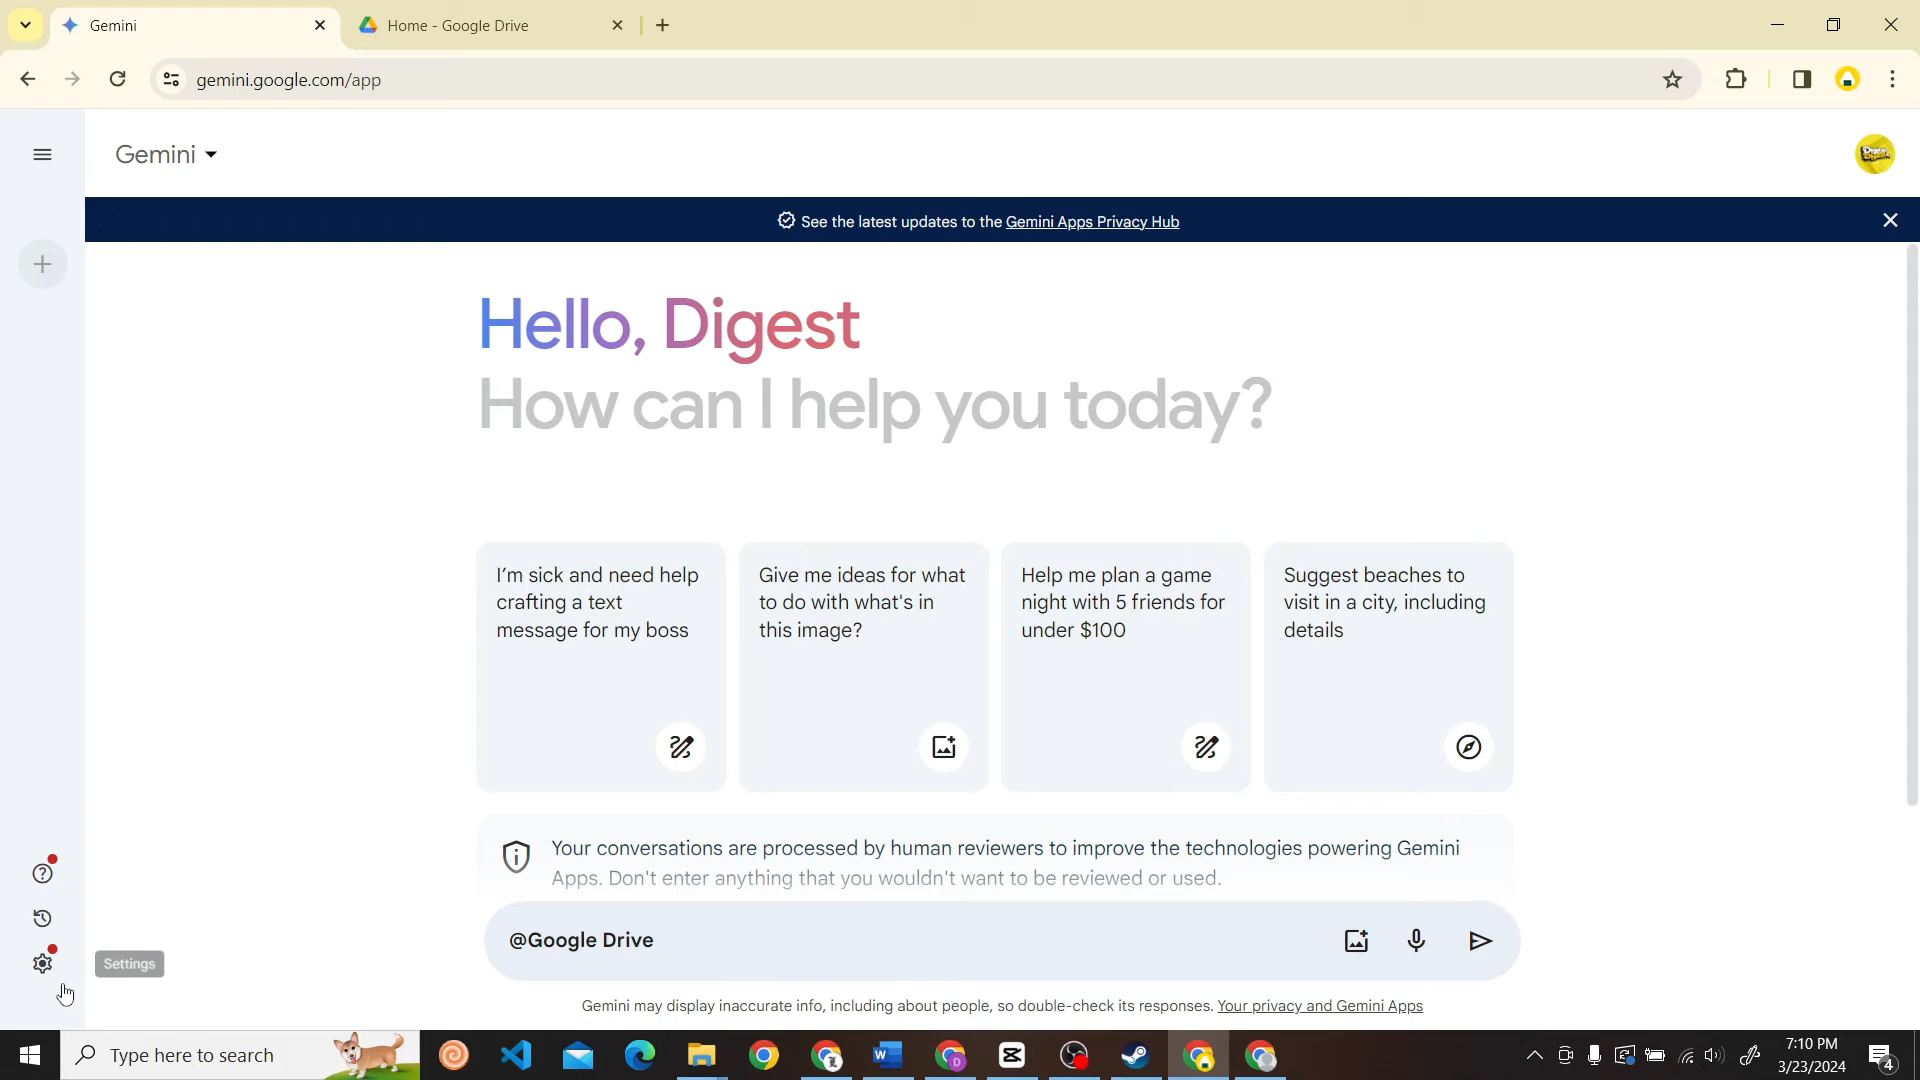 Gemini
Home - Google Drive
gemini.google.com/app
Gemini
See the latest updates to the Gemini Apps Privacy Hub
Hello, Digest
How can I help you today?
I'm sick and need help
crafting a text
message for my boss
Give me ideas for what
to do with what's in
this image?
Help me plan a game
night with 5 friends for
under $100
Suggest beaches to
visit in a city, including
details
Your conversations are processed by human reviewers to improve the technologies powering Gemini
Apps. Don't enter anything that you wouldn't want to be reviewed or used.
@Google Drive
Settings
Gemini may display inaccurate info, including about people, so double-check its responses. Your privacy and Gemini Apps
Type here to search
7:10 PM
3/23/2024
4